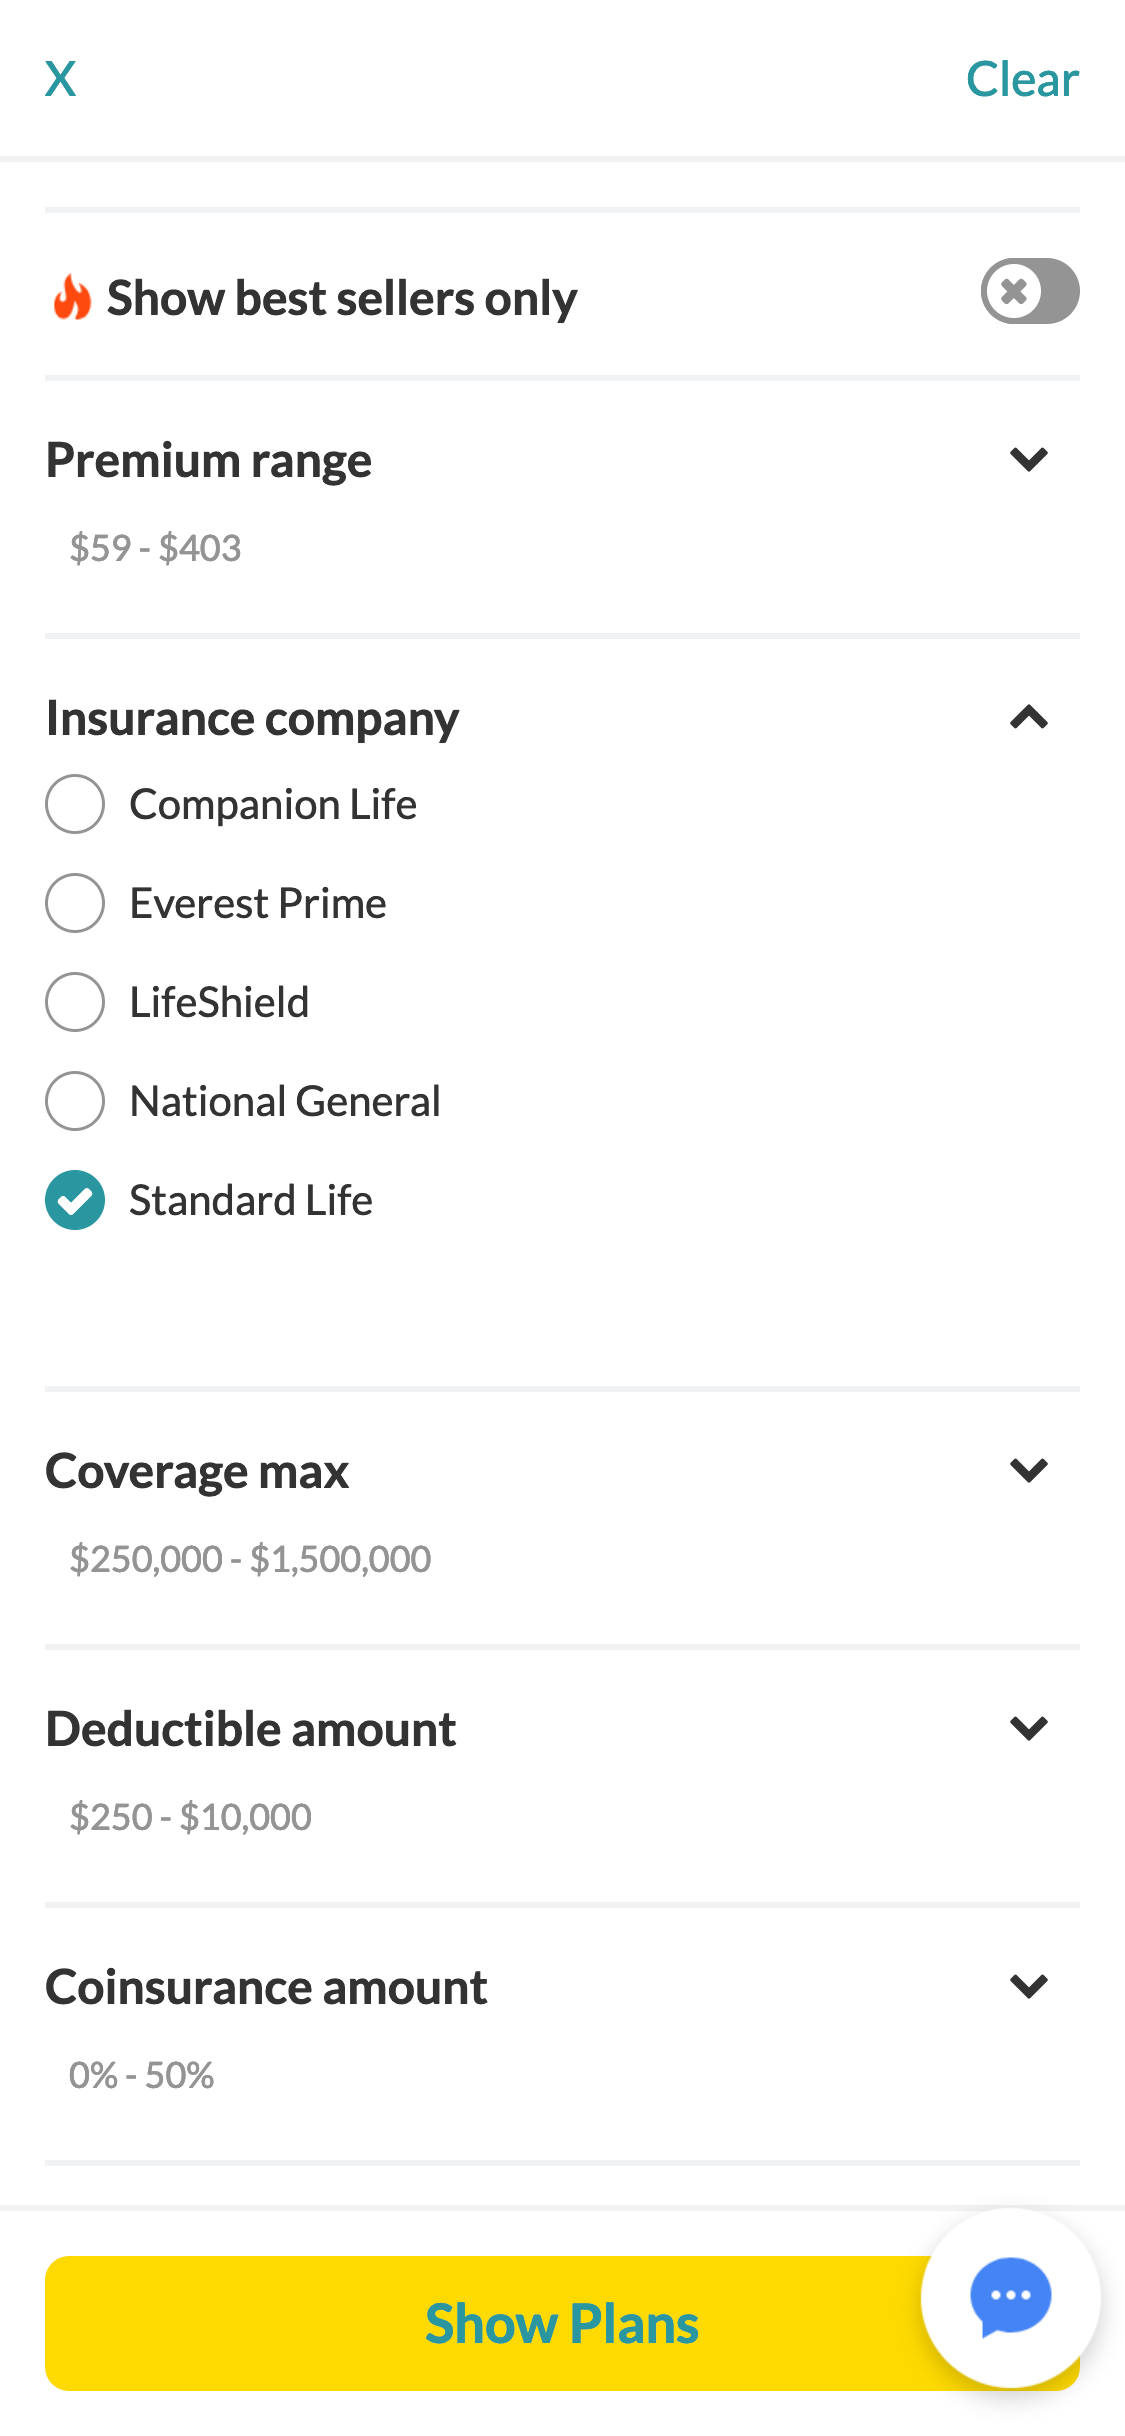 X
Clear
Show best sellers only
Premium range
$59 - $403
Insurance company
Companion Life
Everest Prime
LifeShield
National General
Standard Life
Coverage max
$250,000 - $1,500,000
Deductible amount
$250 - $10,000
Coinsurance amount
0% - 50%
Show Plans